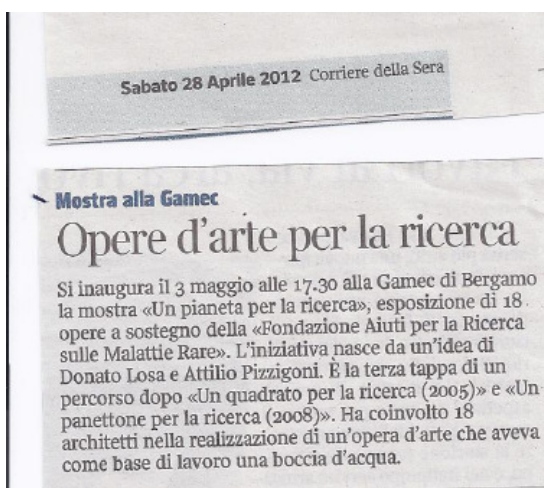 Sabato 28 Aprile 2012 Corriere della Sera
Mostra alla Gamec
Opere d'arte per la ricerca
Si inaugura il 3 maggio alle 17.30 alla Gamec di Bergamo
la mostra «Un pianeta per la ricerca», esposizione di 18
opere a sostegno della «Fondazione Aiuti per la Ricerca
sulle Malattie Rare». L'iniziativa nasce da un'idea di
Donato Losa e Attilio Pizzigoni. È la terza tappa di un
percorso dopo «Un quadrato per la ricerca (2005)» e «Un
panettone per la ricerca (2008)». Ha coinvolto 18
architetti nella realizzazione di un'opera d'arte che aveva
come base di lavoro una boccia d'acqua.